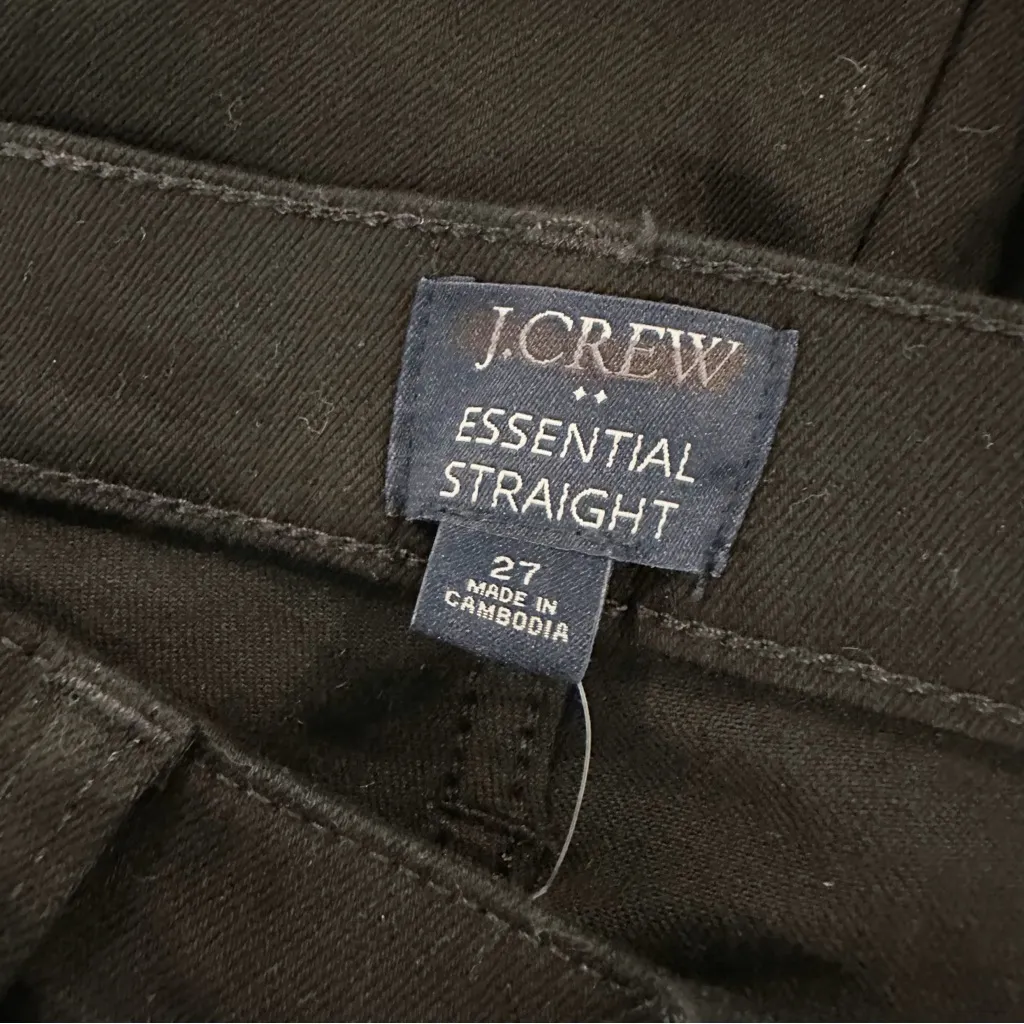 J.CREW
ESSENTIAL
STRAIGHT
27
MADE IN
CAMBODIA